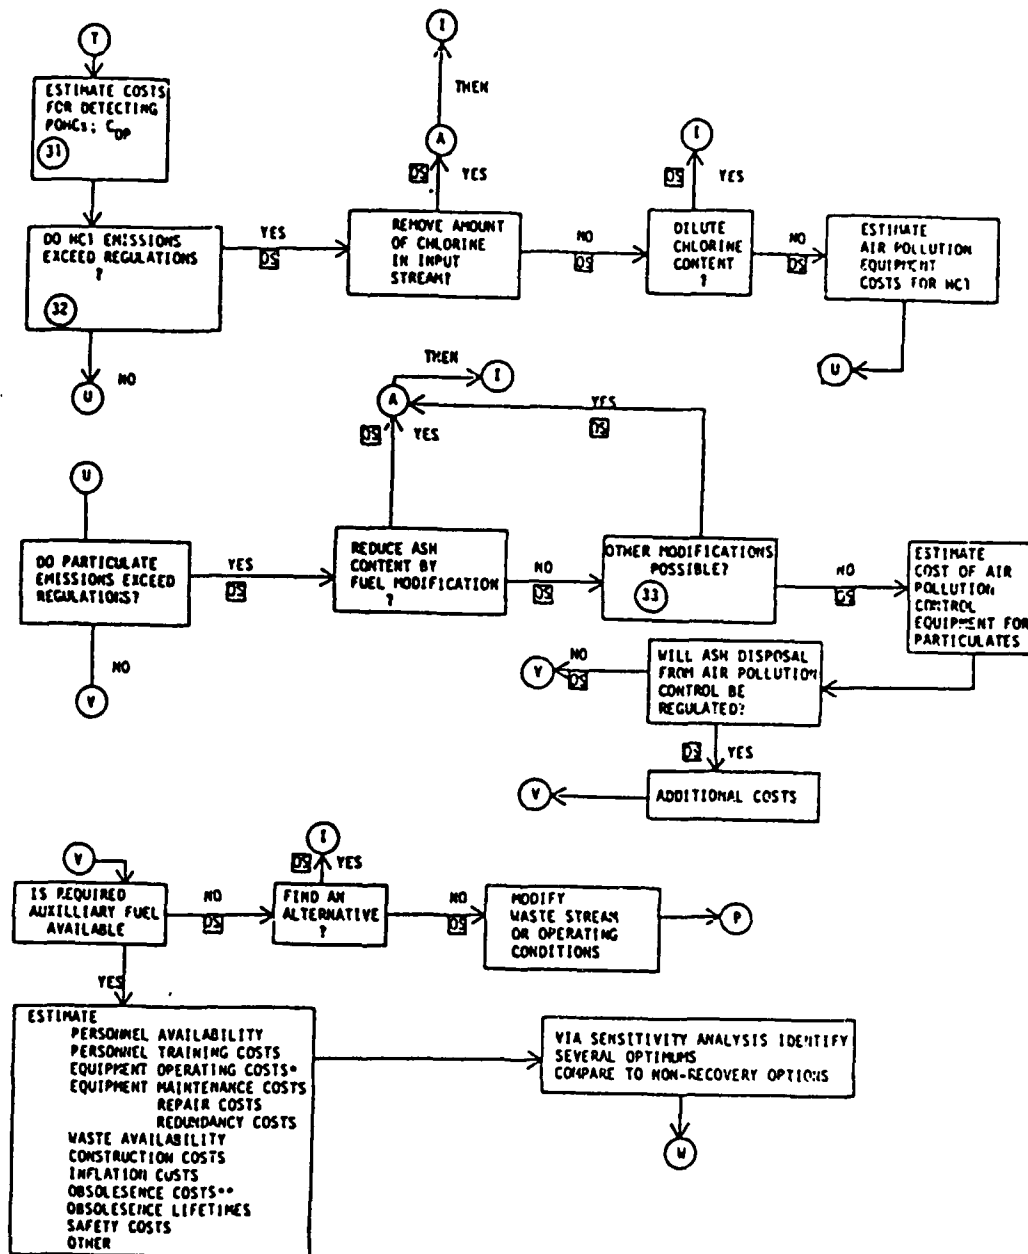 T
I
ESTIMATE COSTS
FOR DETECTING
POHCs; CDP
31
THEN
A
DS YES
I
DS YES
DO HCl EMISSIONS
EXCEED REGULATIONS
?
32
YES
DS
REMOVE AMOUNT
OF CHLORINE
IN INPUT
STREAM?
NO
DS
DILUTE
CHLORINE
CONTENT
?
NO
DS
ESTIMATE
AIR POLLUTION
EQUIPMENT
COSTS FOR HCl
NO
U
U
THEN
A
I
DS YES
YES
DS
U
DO PARTICULATE
EMISSIONS EXCEED
REGULATIONS?
YES
DS
REDUCE ASH
CONTENT BY
FUEL MODIFICATION
?
NO
DS
OTHER MODIFICATIONS
POSSIBLE?
33
NO
DS
ESTIMATE
COST OF AIR
POLLUTION
CONTROL
EQUIPMENT FOR
PARTICULATES
NO
V
V
NO
DS
WILL ASH DISPOSAL
FROM AIR POLLUTION
CONTROL BE
REGULATED?
DS YES
V
ADDITIONAL COSTS
V
I
DS YES
IS REQUIRED
AUXILLIARY FUEL
AVAILABLE
NO
DS
FIND AN
ALTERNATIVE
?
NO
DS
MODIFY
WASTE STREAM
OR OPERATING
CONDITIONS
P
YES
ESTIMATE
PERSONNEL AVAILABILITY
PERSONNEL TRAINING COSTS
EQUIPMENT OPERATING COSTS*
EQUIPMENT MAINTENANCE COSTS
REPAIR COSTS
REDUNDANCY COSTS
WASTE AVAILABILITY
CONSTRUCTION COSTS
INFLATION COSTS
OBSOLESENCE COSTS**
OBSOLESENCE LIFETIMES
SAFETY COSTS
OTHER
VIA SENSITIVITY ANALYSIS IDENTIFY
SEVERAL OPTIMUMS
COMPARE TO NON-RECOVERY OPTIONS
W